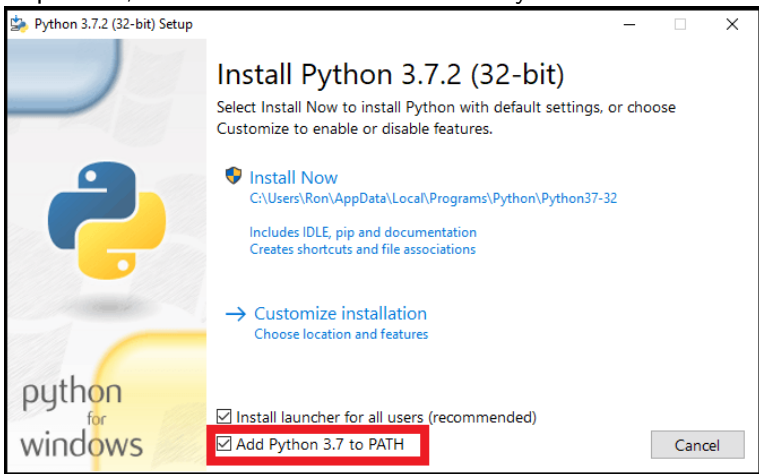 Python 3.7.2 (32-bit) Setup
Install Python 3.7.2 (32-bit)
Select Install Now to install Python with default settings, or choose
Customize to enable or disable features.
Install Now
C:\Users\Ron\AppData\Local\Programs\Python\Python37-32
Includes IDLE, pip and documentation
Creates shortcuts and file associations
Customize installation
Choose location and features
python
for
windows
Install launcher for all users (recommended)
Add Python 3.7 to PATH
Cancel